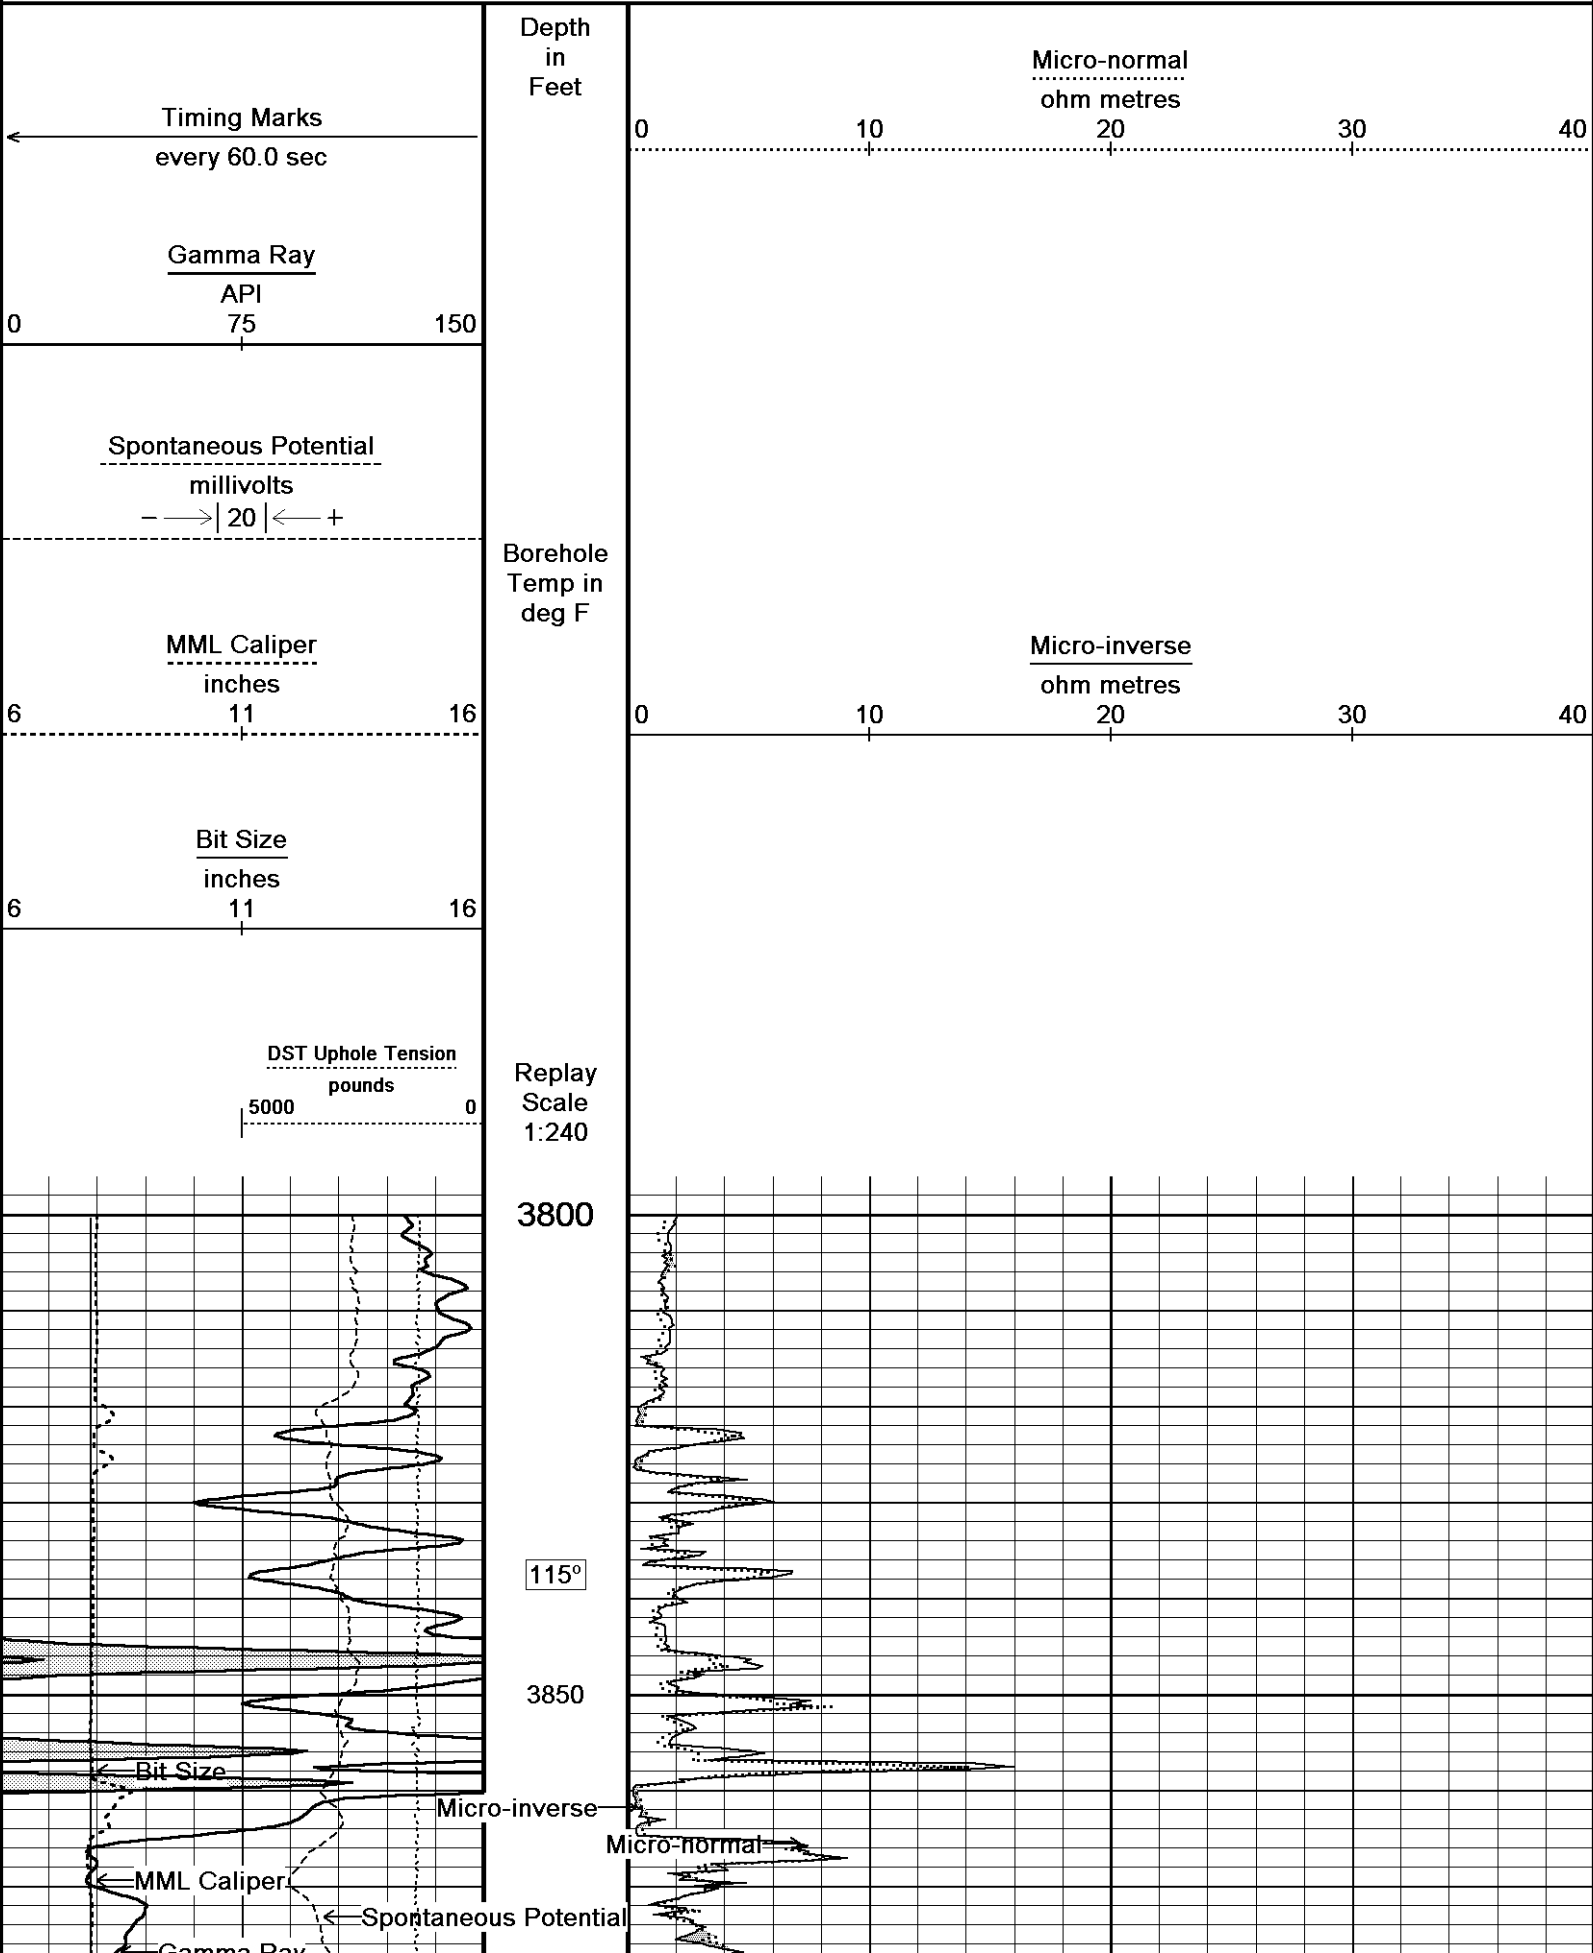 Timing Marks
every 60.0 sec
Gamma Ray
API
0 75 150
Spontaneous Potential
millivolts
− 20 +
MML Caliper
inches
6 11 16
Bit Size
inches
6 11 16
DST Uphole Tension
pounds
5000 0
Depth
in
Feet
Borehole
Temp in
deg F
Replay
Scale
1:240
Micro-normal
ohm metres
0 10 20 30 40
Micro-inverse
ohm metres
0 10 20 30 40
3800
115°
3850
Bit Size
Micro-inverse
Micro-normal
MML Caliper
Spontaneous Potential
Gamma Ray